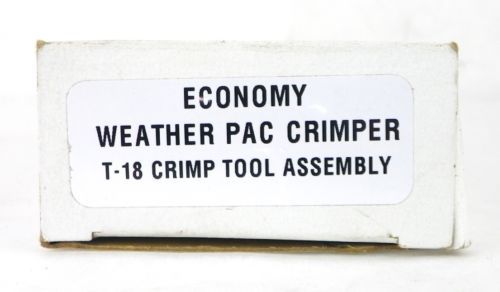 ECONOMY
WEATHER PAC CRIMPER
T-18 CRIMP TOOL ASSEMBLY